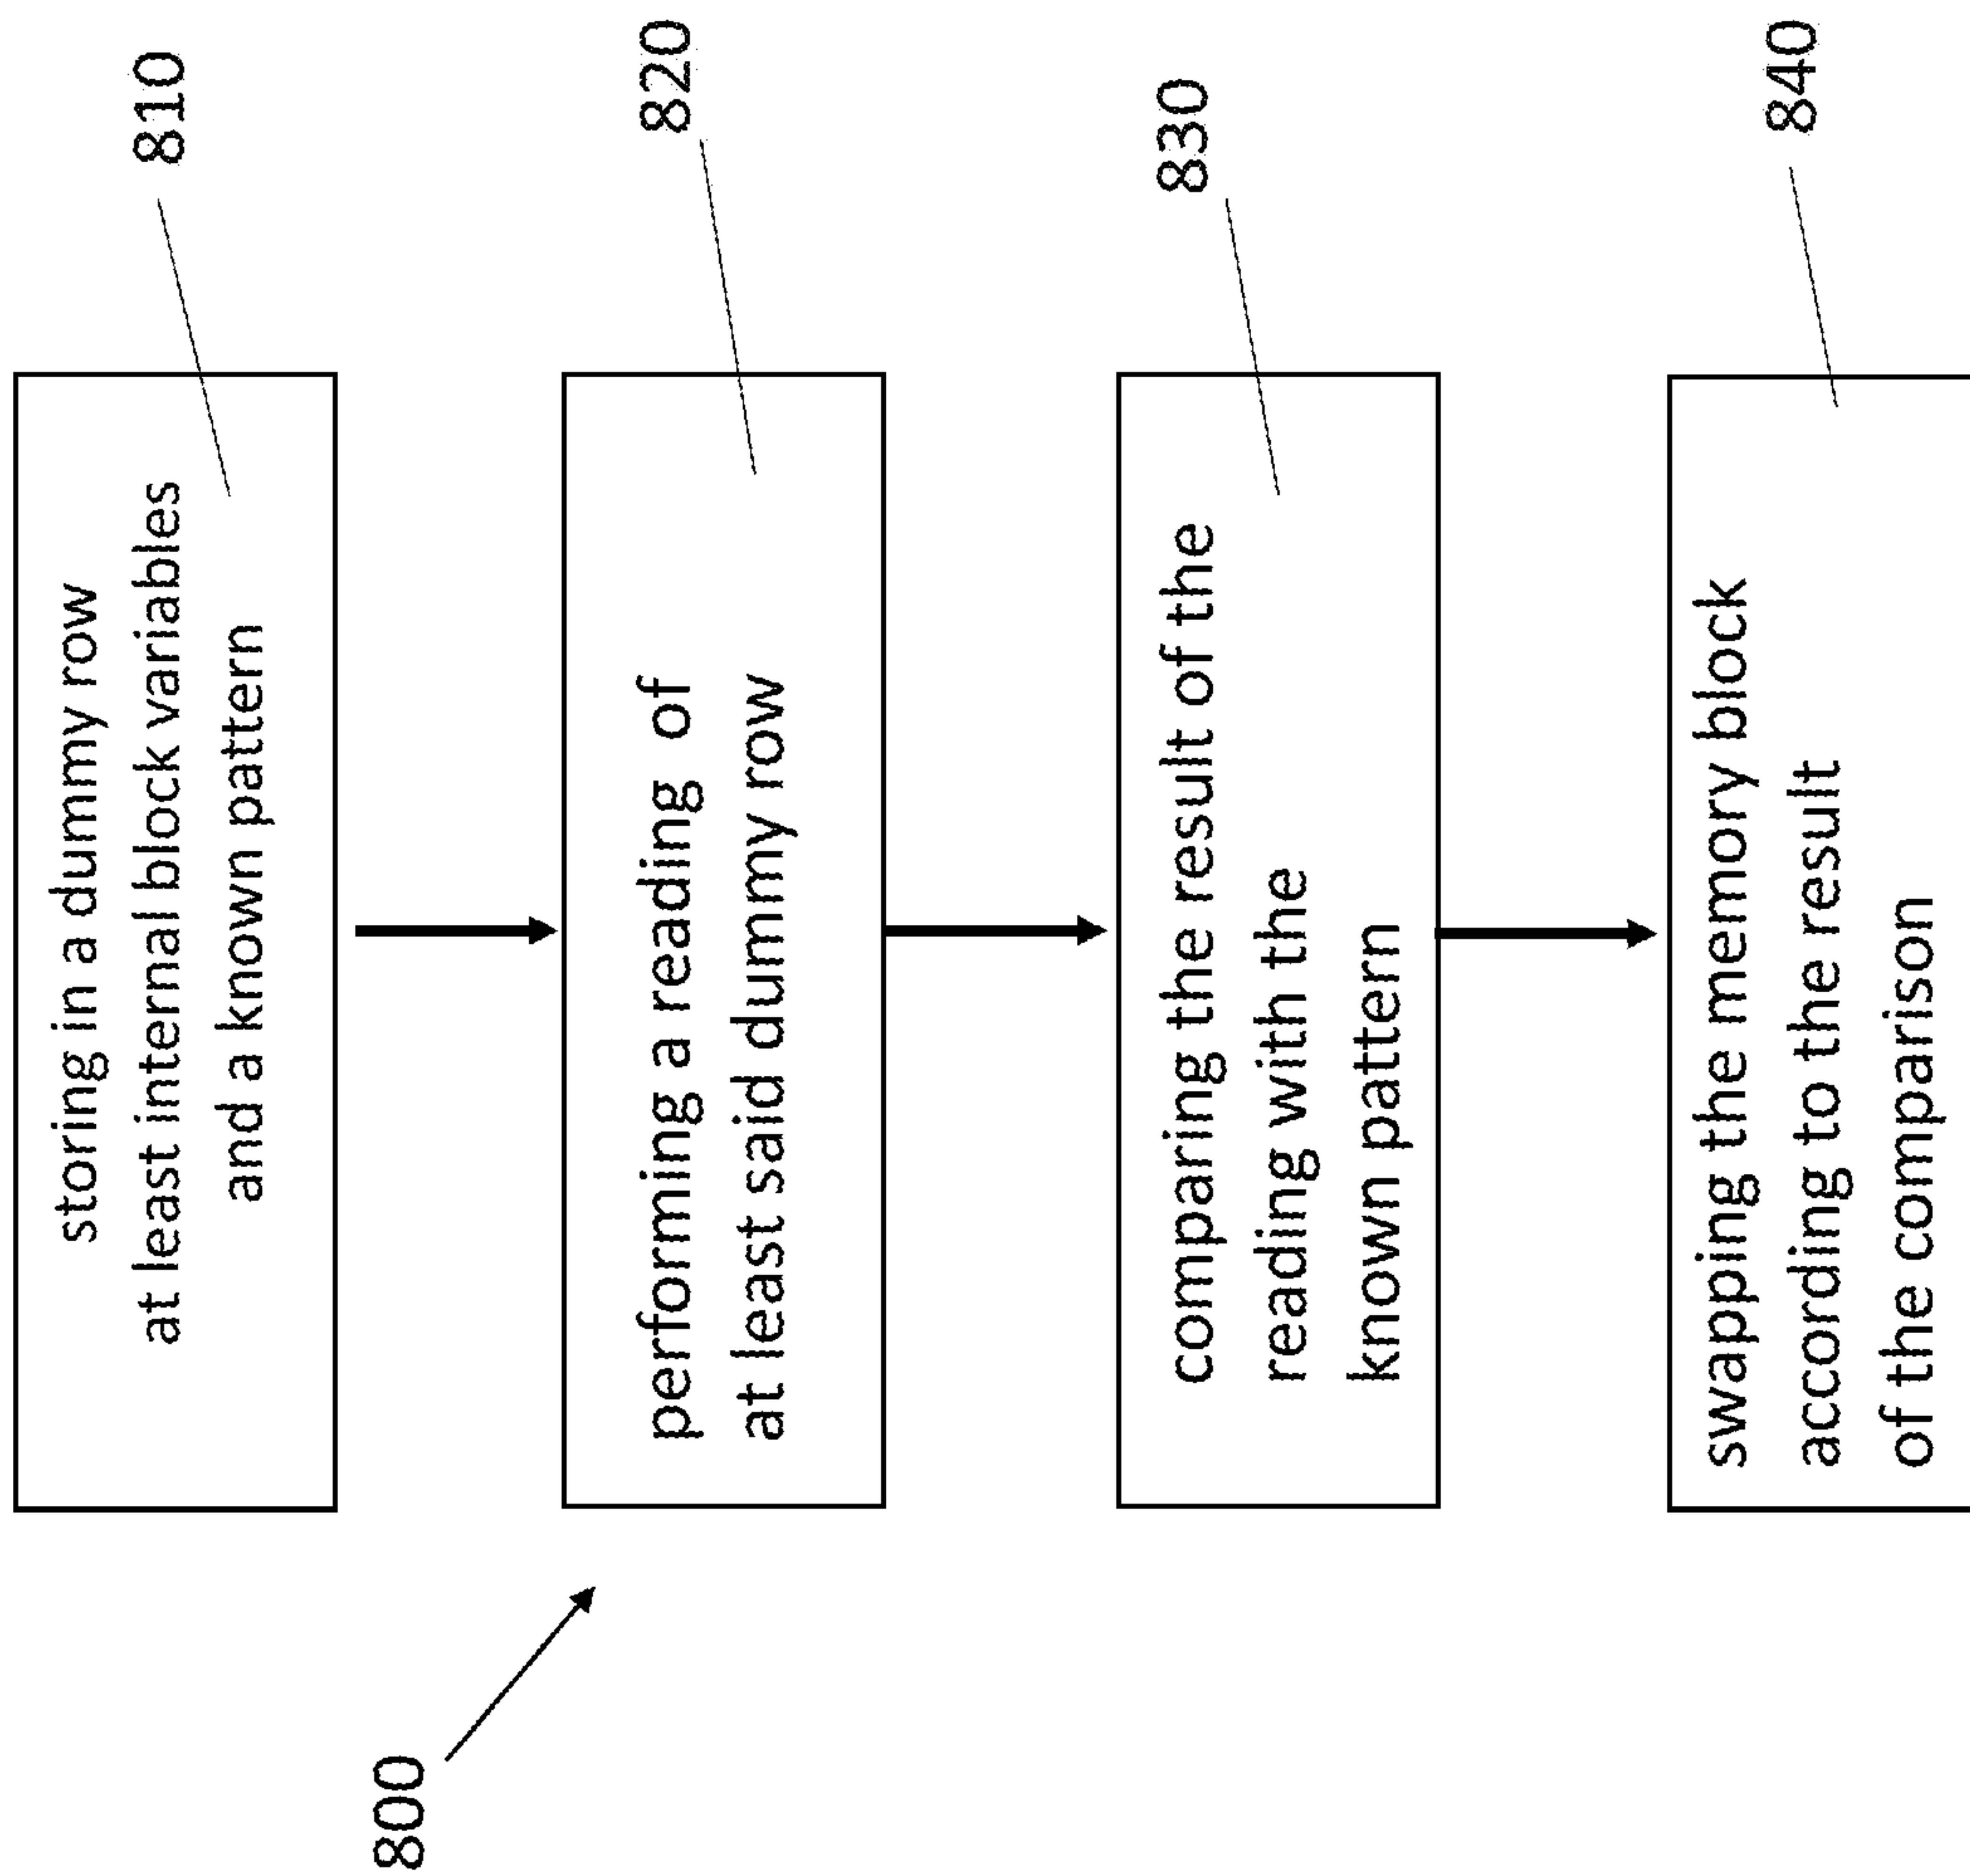 810
storing in a dummy row
at least internal block variables
and a known pattern
820
performing a reading of
at least said dummy row
830
comparing the result of the
reading with the
known pattern
840
swapping the memory block
according to the result
of the comparison
800